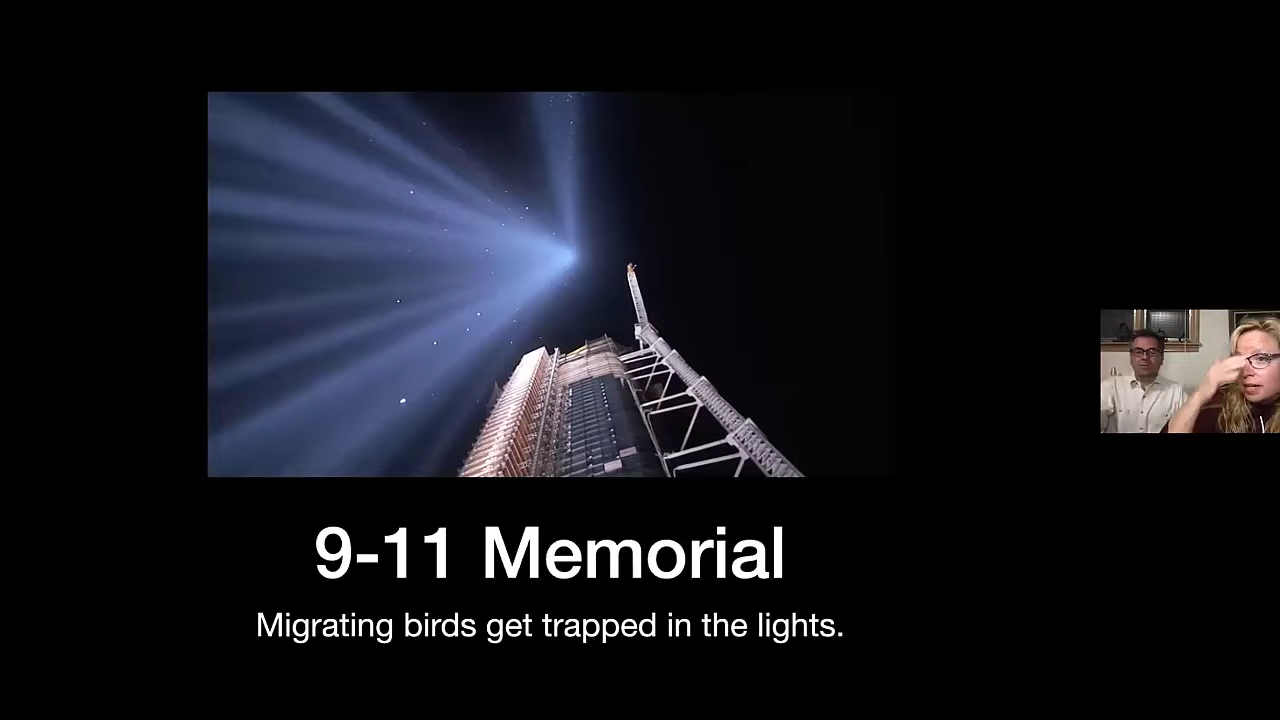 9-11 Memorial
Migrating birds get trapped in the lights.